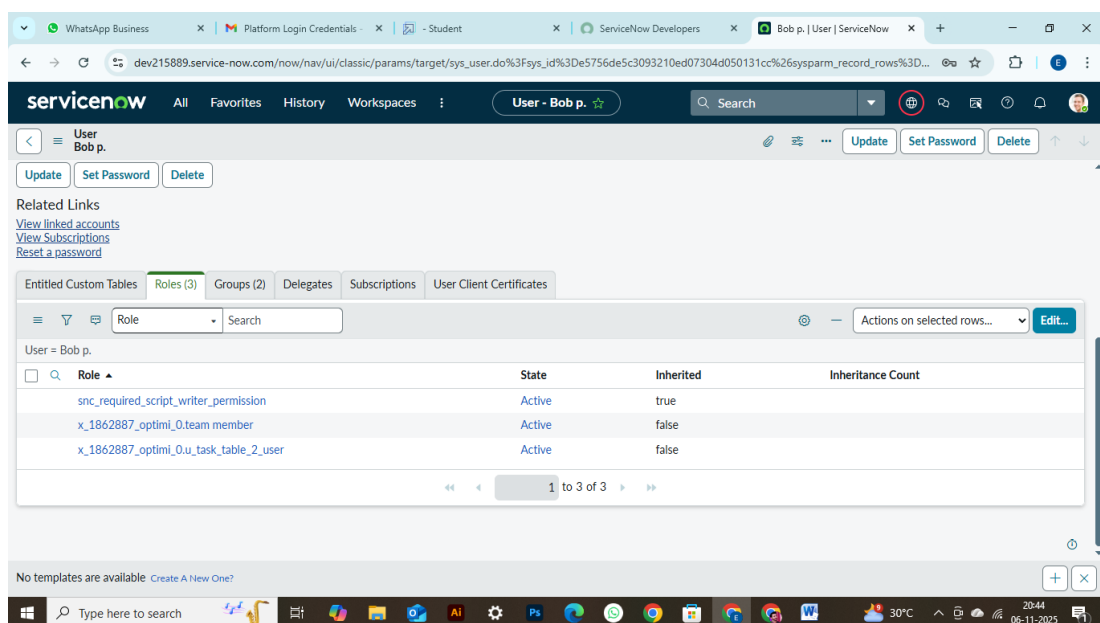 WhatsApp Business
Platform Login Credentials -
- Student
ServiceNow Developers
Bob p. | User | ServiceNow
dev215889.service-now.com/now/nav/ui/classic/params/target/sys_user.do%3Fsys_id%3De5756de5c3093210ed07304d050131cc%26sysparm_record_rows%3D...
E
servicenow All Favorites History Workspaces User - Bob p. Search
User
Bob p.
Update Set Password Delete
Update Set Password Delete
Related Links
View linked accounts
View Subscriptions
Reset a password
Entitled Custom Tables Roles (3) Groups (2) Delegates Subscriptions User Client Certificates
Role Search Actions on selected rows... Edit...
User = Bob p.
Role State Inherited Inheritance Count
snc_required_script_writer_permission Active true
x_1862887_optimi_0.team member Active false
x_1862887_optimi_0.u_task_table_2_user Active false
1 to 3 of 3
No templates are available Create A New One?
Type here to search Ai Ps 30°C 20:44
06-11-2025